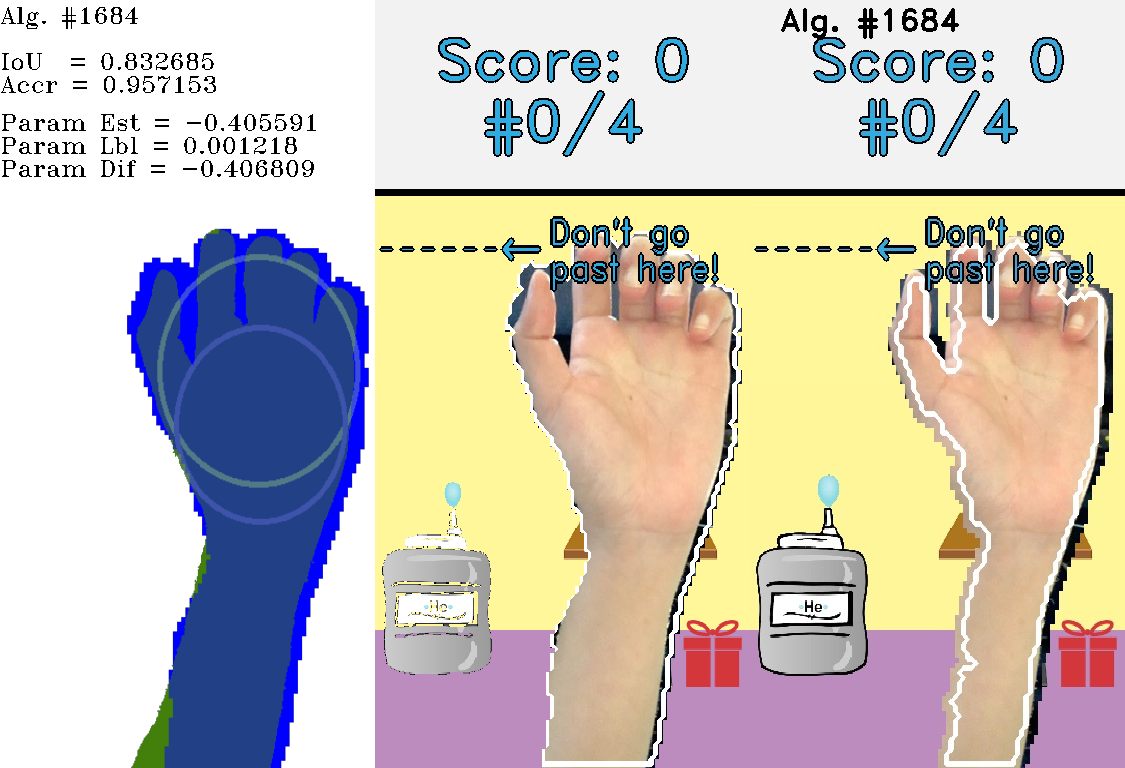 Alg. #1684
IoU = 0.832685
Accr = 0.957153
Param Est = −0.405591
Param Lbl = 0.001218
Param Dif = −0.406809
Score: 0
#0/4
Don't go
past here!
He
Alg. #1684
Score: 0
#0/4
Don't go
past here!
He